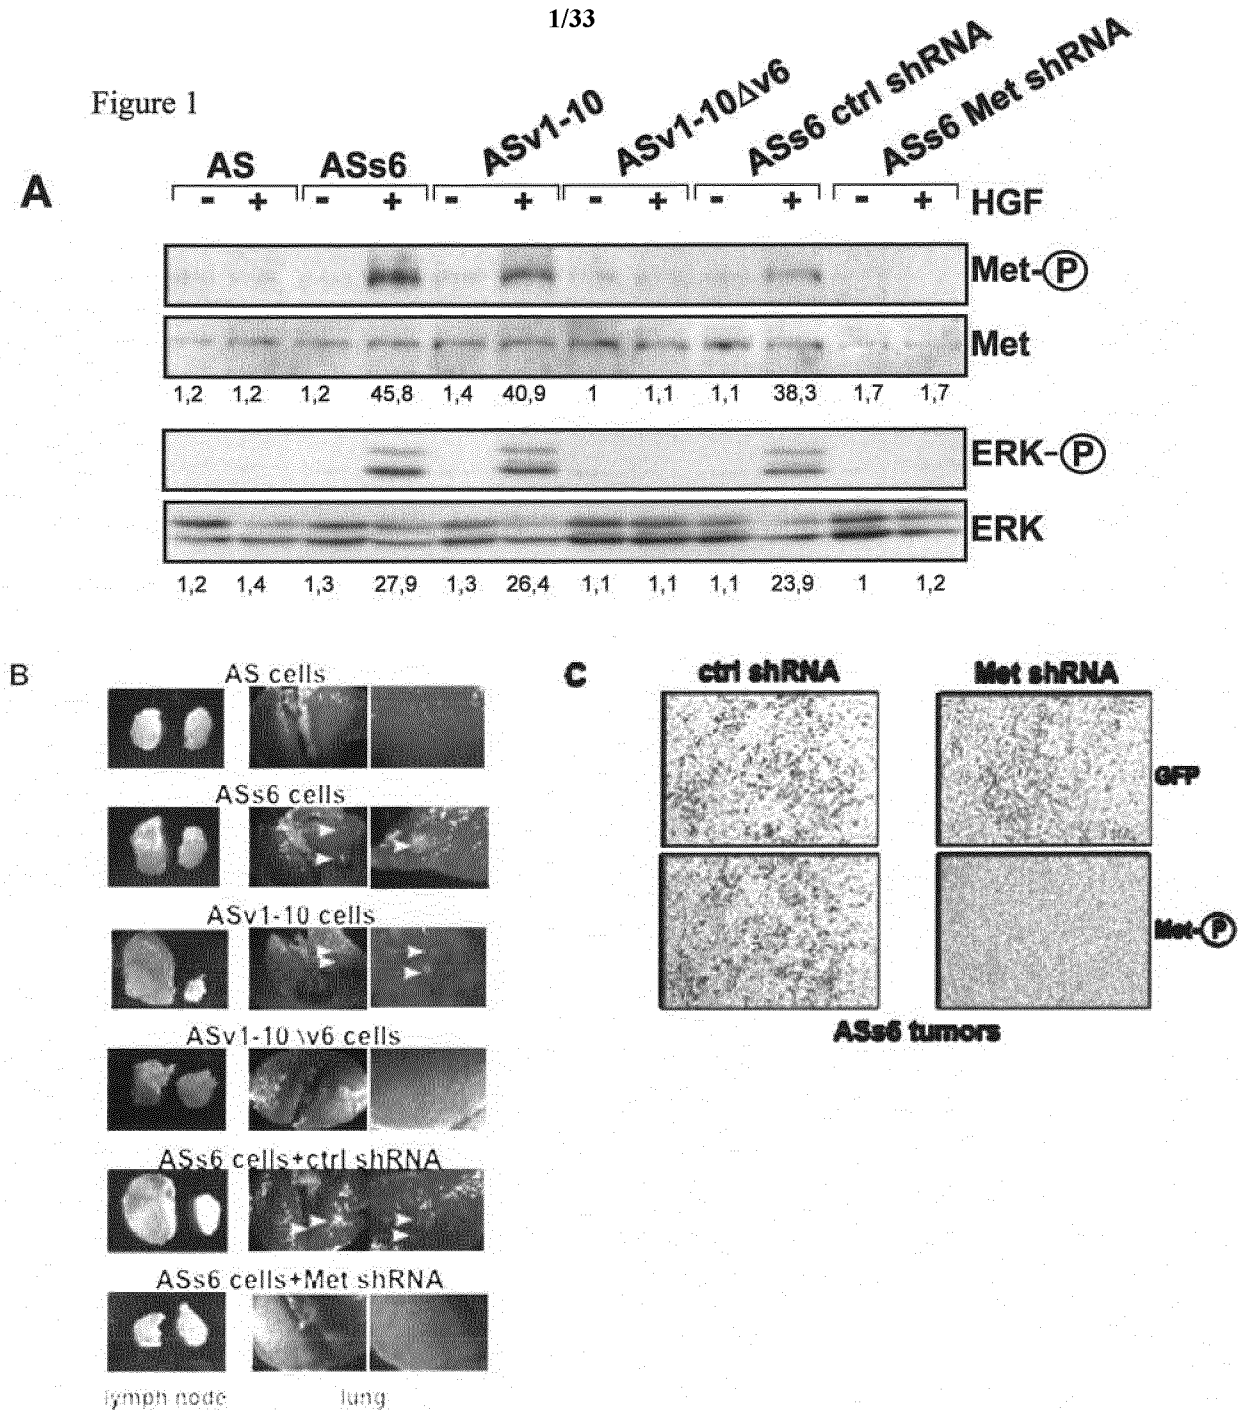 1/33
Figure 1
A
AS ASs6 ASv1-10 ASv1-10Δv6 ASs6 ctrl shRNA ASs6 Met shRNA
- + - + - + - + - + - + HGF
Met-Ⓟ
Met
1,2 1,2 1,2 45,8 1,4 40,9 1 1,1 1,1 38,3 1,7 1,7
ERK-Ⓟ
ERK
1,2 1,4 1,3 27,9 1,3 26,4 1,1 1,1 1,1 23,9 1 1,2
B
AS cells
ASs6 cells
ASv1-10 cells
ASv1-10 \v6 cells
ASs6 cells+ctrl shRNA
ASs6 cells+Met shRNA
lymph node lung
C
ctrl shRNA Met shRNA
GFP
Met-Ⓟ
ASs6 tumors